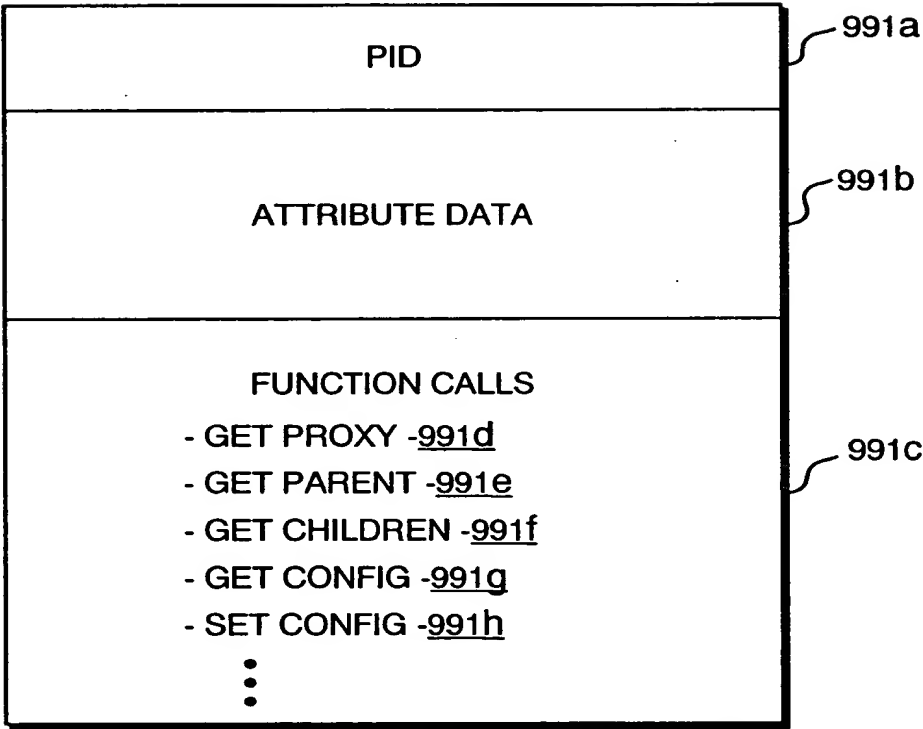 PID
991a
ATTRIBUTE DATA
991b
FUNCTION CALLS
- GET PROXY -991d
- GET PARENT -991e
- GET CHILDREN -991f
- GET CONFIG -991g
- SET CONFIG -991h
991c